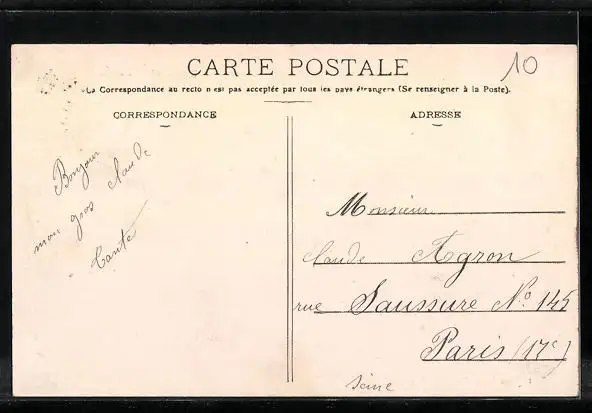 CARTE POSTALE
10
La Correspondance au recto n'est pas acceptée par tous les pays étrangers (Se renseigner à la Poste).
CORRESPONDANCE
ADRESSE
Bonjour
mon gros claude
Tante
Monsieur
Claude Agron
rue Saussure No 145
Paris (17e)
Seine